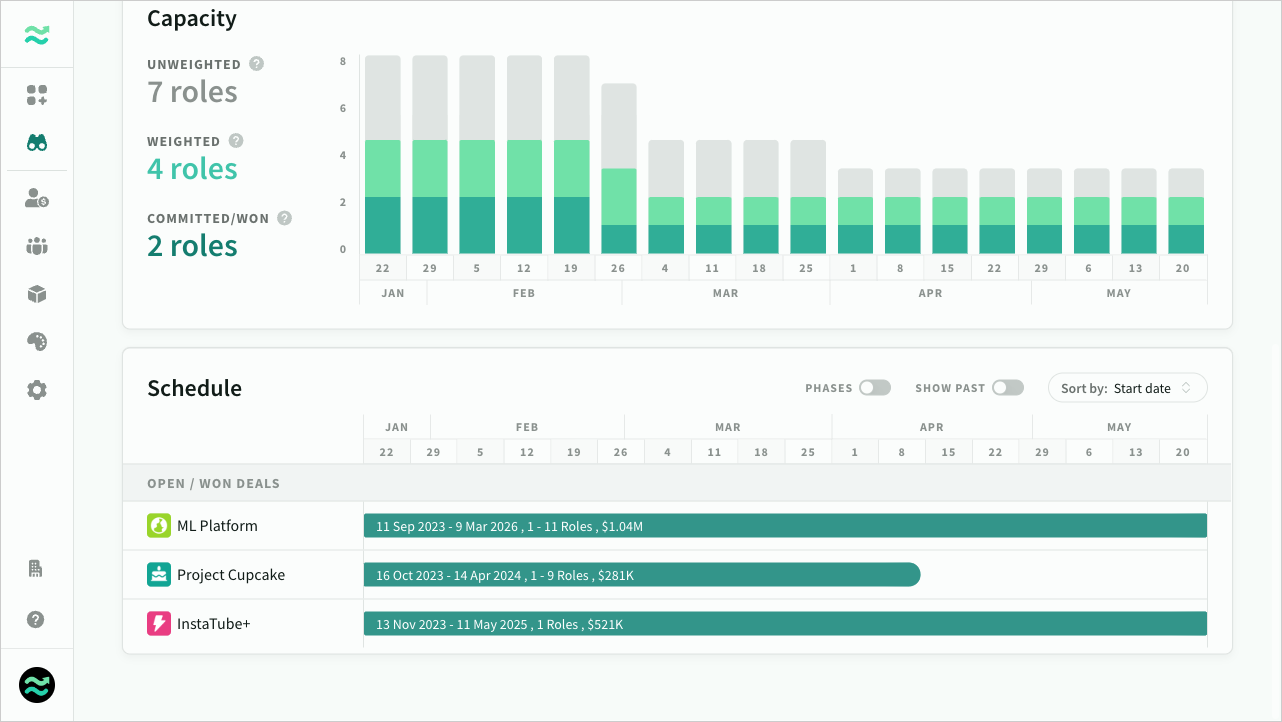 Capacity
UNWEIGHTED ?
7 roles
WEIGHTED ?
4 roles
COMMITTED/WON ?
2 roles
8
6
4
2
0
22 29 5 12 19 26 4 11 18 25 1 8 15 22 29 6 13 20
JAN FEB MAR APR MAY
Schedule
PHASES SHOW PAST Sort by: Start date
JAN FEB MAR APR MAY
22 29 5 12 19 26 4 11 18 25 1 8 15 22 29 6 13 20
OPEN / WON DEALS
ML Platform 11 Sep 2023 - 9 Mar 2026 , 1 - 11 Roles , $1.04M
Project Cupcake 16 Oct 2023 - 14 Apr 2024 , 1 - 9 Roles , $281K
InstaTube+ 13 Nov 2023 - 11 May 2025 , 1 Roles , $521K